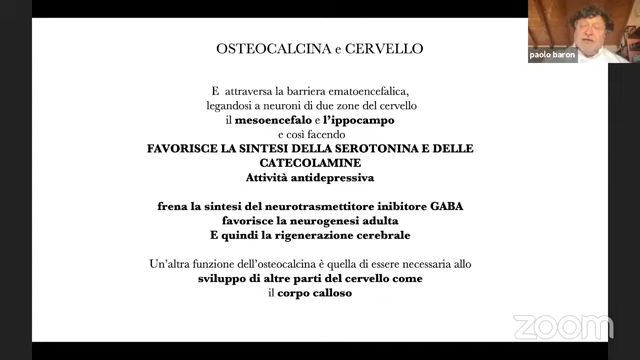 OSTEOCALCINA e CERVELLO
E attraversa la barriera ematoencefalica,
legandosi a neuroni di due zone del cervello
il mesoencefalo e l'ippocampo
e così facendo
FAVORISCE LA SINTESI DELLA SEROTONINA E DELLE
CATECOLAMINE
Attività antidepressiva
frena la sintesi del neurotrasmettitore inibitore GABA
favorisce la neurogenesi adulta
E quindi la rigenerazione cerebrale
Un'altra funzione dell'osteocalcina è quella di essere necessaria allo
sviluppo di altre parti del cervello come
il corpo calloso
paolo baron
zoom